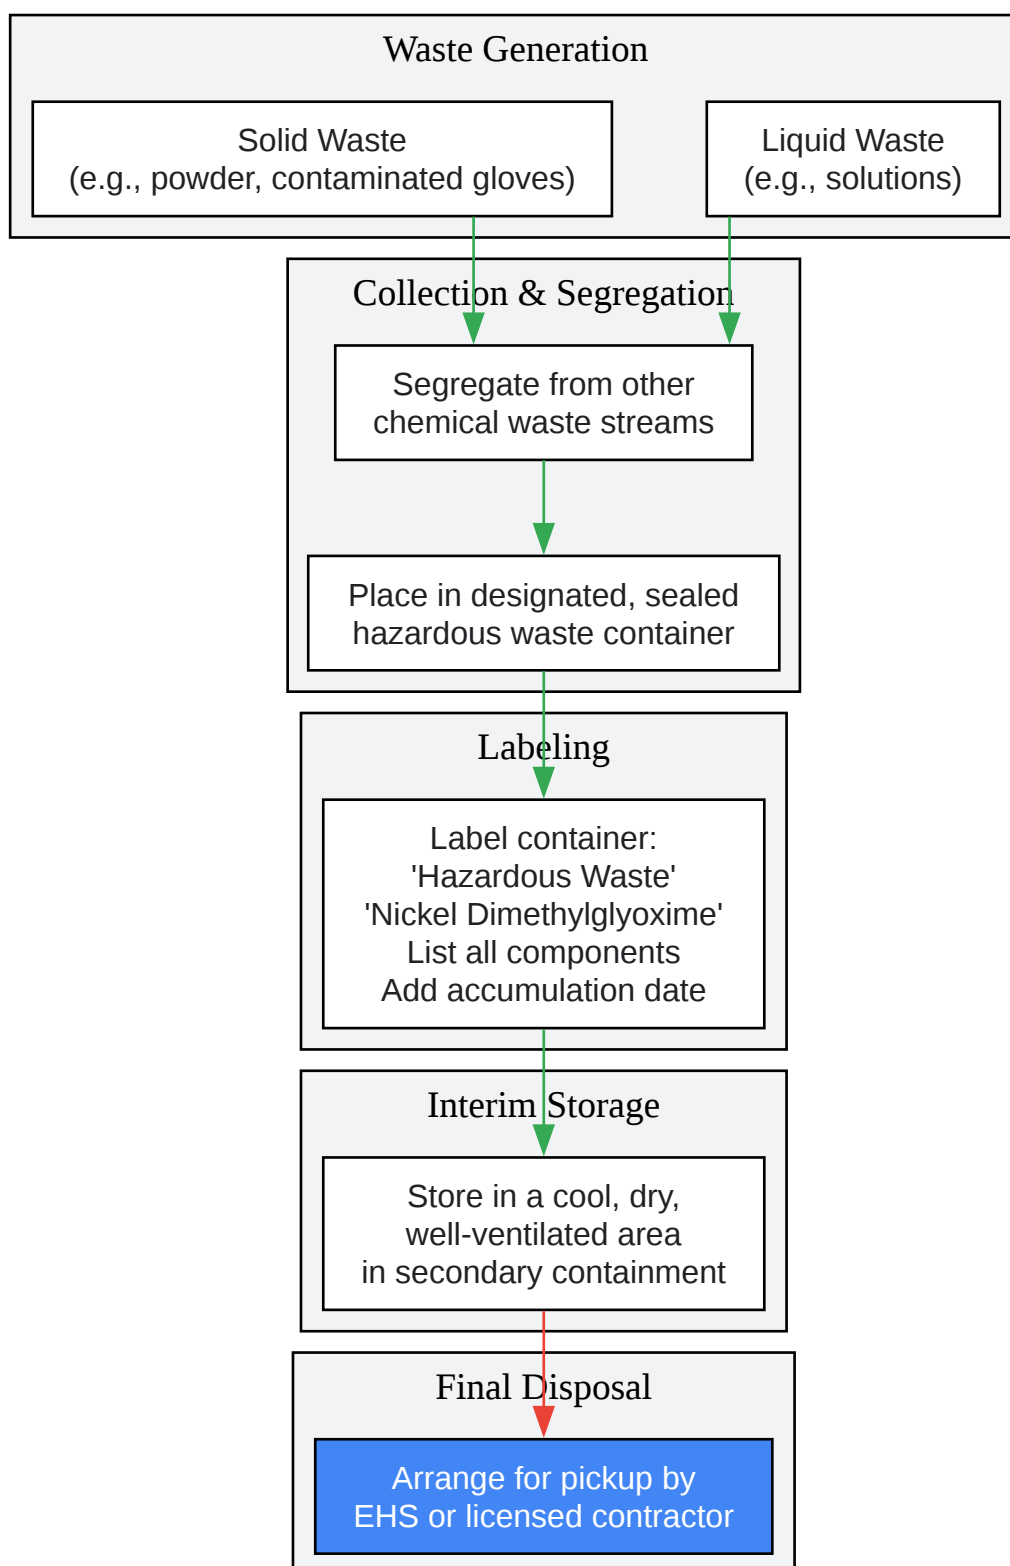 Waste Generation
Solid Waste
(e.g., powder, contaminated gloves)
Liquid Waste
(e.g., solutions)
Collection & Segregation
Segregate from other
chemical waste streams
Place in designated, sealed
hazardous waste container
Labeling
Label container:
'Hazardous Waste'
'Nickel Dimethylglyoxime'
List all components
Add accumulation date
Interim Storage
Store in a cool, dry,
well-ventilated area
in secondary containment
Final Disposal
Arrange for pickup by
EHS or licensed contractor